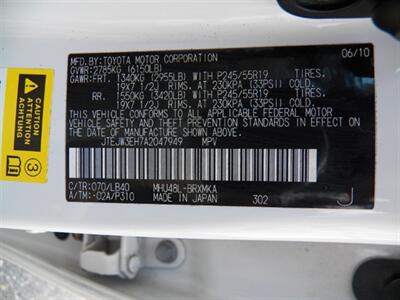 MFD.BY:TOYOTA MOTOR CORPORATION 06/10
GVWR:2785KG (6150LB)
GAWR:FRT. 1340KG (2955LB) WITH P245/55R19 TIRES.
19X7 1/2J RIMS, AT 230KPA (33PSI) COLD.
RR. 1550KG (3420LB) WITH P245/55R19 TIRES.
19X7 1/2J RIMS, AT 230KPA (33PSI) COLD.
THIS VEHICLE CONFORMS TO ALL APPLICABLE FEDERAL MOTOR
VEHICLE SAFETY AND THEFT PREVENTION STANDARDS IN
EFFECT ON THE DATE OF MANUFACTURE SHOWN ABOVE.
JTEJW3EH7A2047949 MPV
C/TR:070/LB40 MHU48L-BRXMKA
A/TM:-02A/P310 MADE IN JAPAN 302 J
ACHTUNG